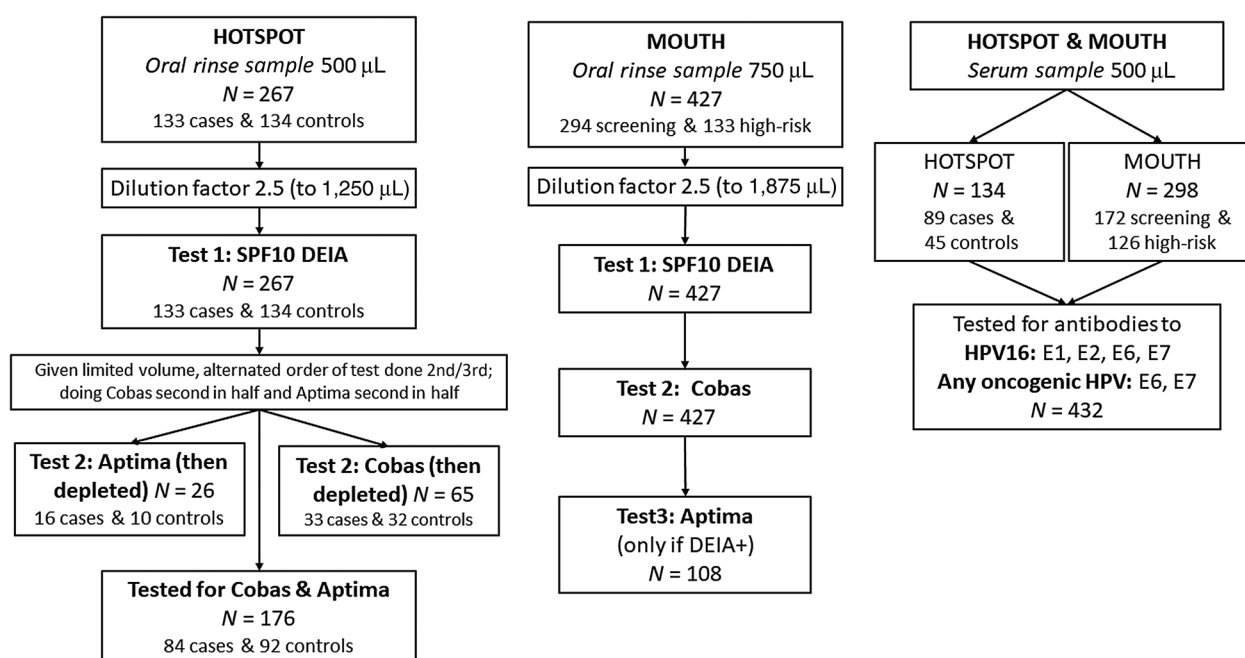 HOTSPOT
Oral rinse sample 500 µL
N = 267
133 cases & 134 controls
Dilution factor 2.5 (to 1,250 µL)
Test 1: SPF10 DEIA
N = 267
133 cases & 134 controls
Given limited volume, alternated order of test done 2nd/3rd;
doing Cobas second in half and Aptima second in half
Test 2: Aptima (then
depleted) N = 26
16 cases & 10 controls
Test 2: Cobas (then
depleted) N = 65
33 cases & 32 controls
Tested for Cobas & Aptima
N = 176
84 cases & 92 controls
MOUTH
Oral rinse sample 750 µL
N = 427
294 screening & 133 high-risk
Dilution factor 2.5 (to 1,875 µL)
Test 1: SPF10 DEIA
N = 427
Test 2: Cobas
N = 427
Test3: Aptima
(only if DEIA+)
N = 108
HOTSPOT & MOUTH
Serum sample 500 µL
HOTSPOT
N = 134
89 cases &
45 controls
MOUTH
N = 298
172 screening &
126 high-risk
Tested for antibodies to
HPV16: E1, E2, E6, E7
Any oncogenic HPV: E6, E7
N = 432